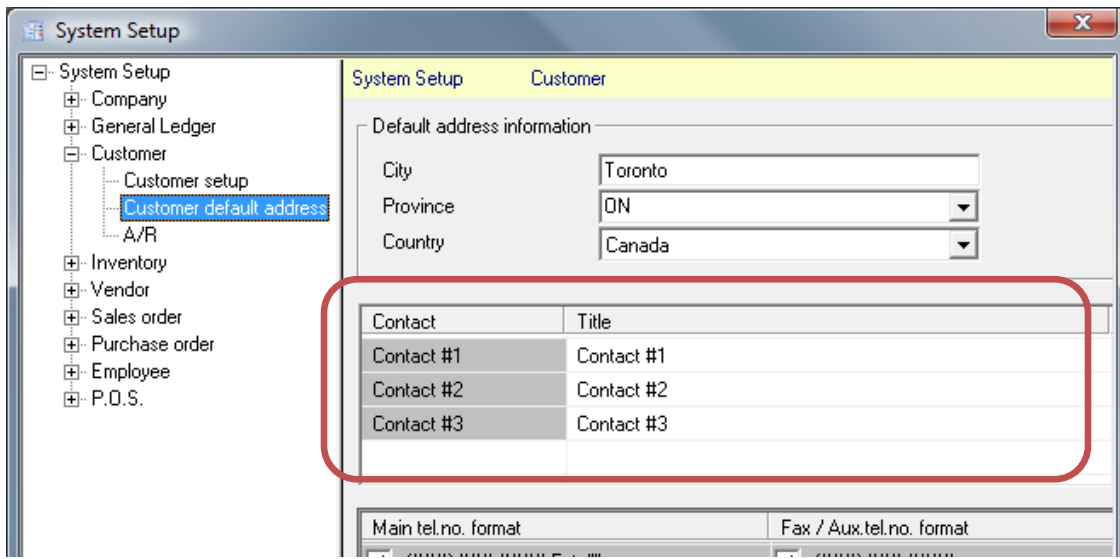 System Setup
System Setup
Company
General Ledger
Customer
Customer setup
Customer default address
A/R
Inventory
Vendor
Sales order
Purchase order
Employee
P.O.S.
System Setup Customer
Default address information
City Toronto
Province ON
Country Canada
Contact Title
Contact #1 Contact #1
Contact #2 Contact #2
Contact #3 Contact #3
Main tel.no. format Fax / Aux.tel.no. format